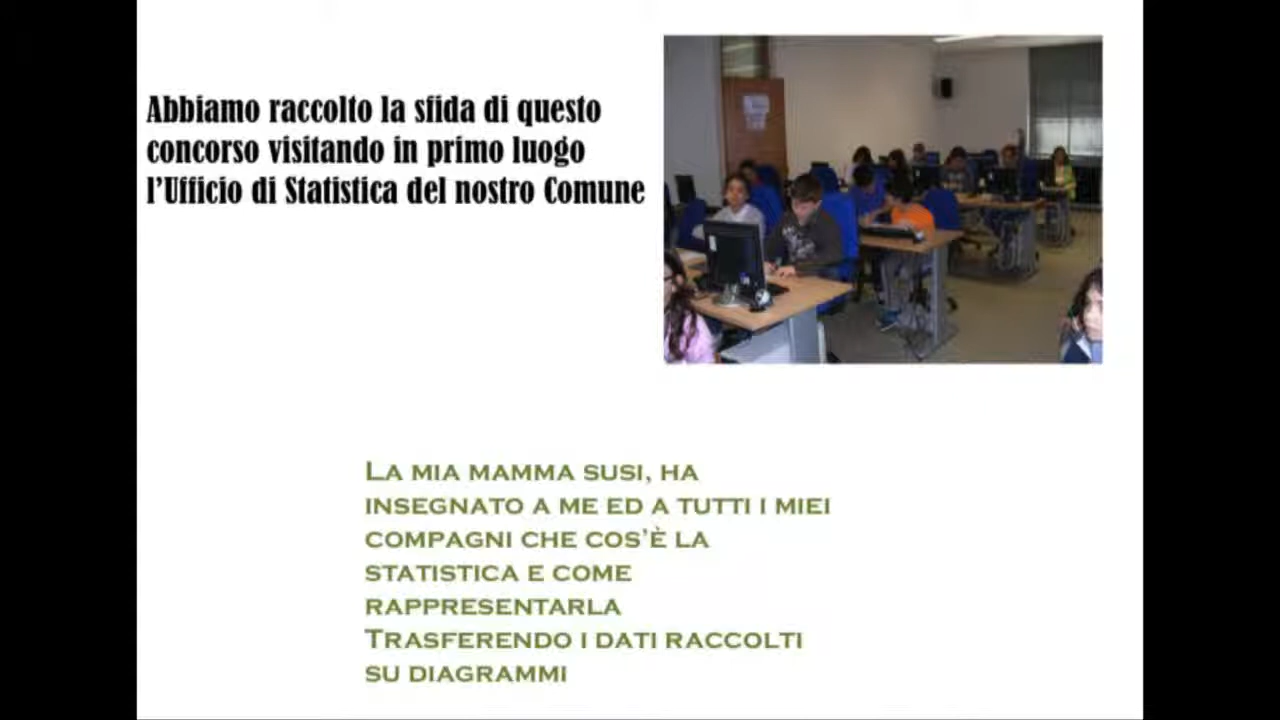 Abbiamo raccolto la sfida di questo
concorso visitando in primo luogo
l'Ufficio di Statistica del nostro Comune
La mia mamma susi, ha
insegnato a me ed a tutti i miei
compagni che cos'è la
statistica e come
rappresentarla
Trasferendo i dati raccolti
su diagrammi